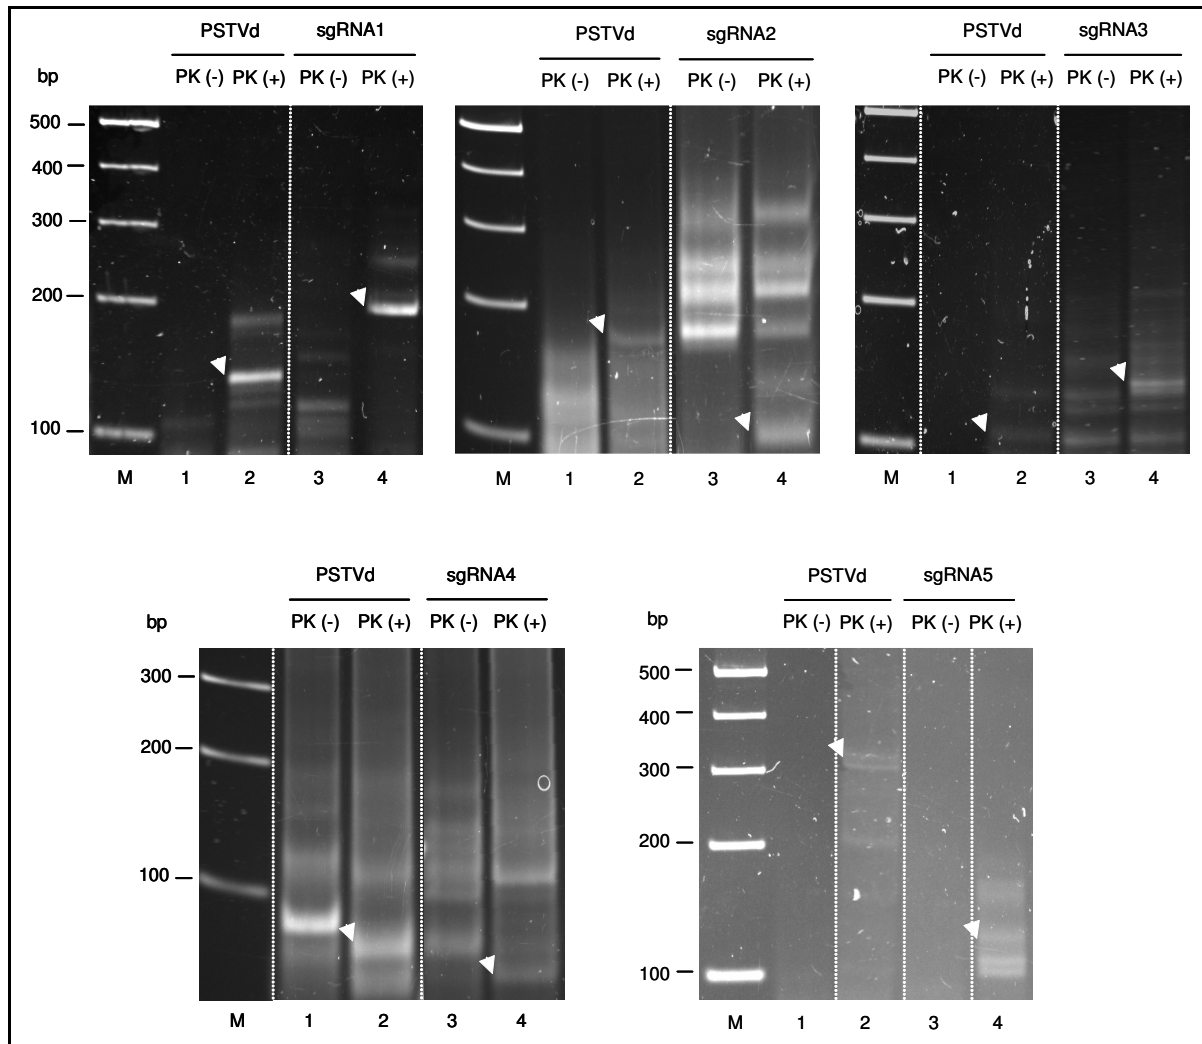 PSTVd sgRNA1
bp PK (-) PK (+) PK (-) PK (+)
500
400
300
200
100
M 1 2 3 4
PSTVd sgRNA2
PK (-) PK (+) PK (-) PK (+)
M 1 2 3 4
PSTVd sgRNA3
PK (-) PK (+) PK (-) PK (+)
M 1 2 3 4
PSTVd sgRNA4
bp PK (-) PK (+) PK (-) PK (+)
300
200
100
M 1 2 3 4
PSTVd sgRNA5
bp PK (-) PK (+) PK (-) PK (+)
500
400
300
200
100
M 1 2 3 4